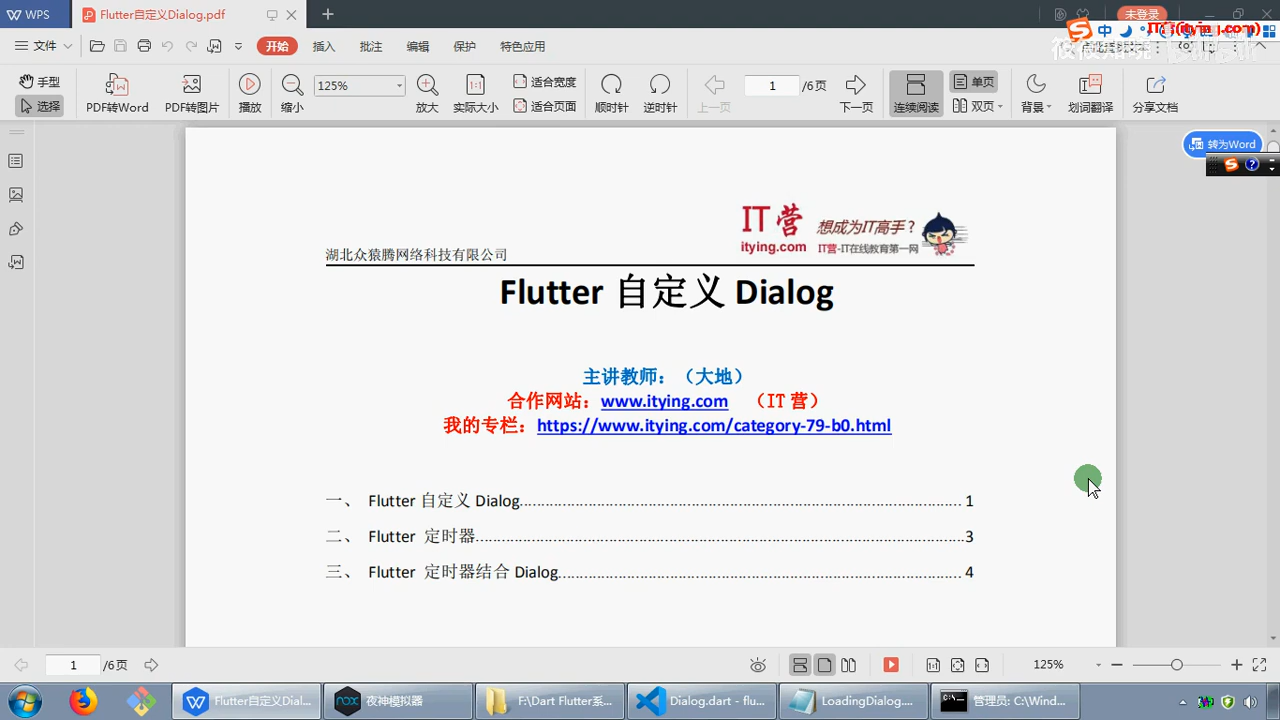 WPS
Flutter自定义Dialog.pdf
未登录
中
IT营(itying.com)
文件
开始
插入
批注
编辑
保护
特色应用
手型
选择
PDF转Word
PDF转图片
播放
缩小
125%
放大
实际大小
适合宽度
适合页面
顺时针
逆时针
上一页
1
/6页
下一页
连续阅读
单页
双页
背景
划词翻译
分享文档
转为Word
IT营
itying.com
想成为IT高手?
IT营-IT在线教育第一网
湖北众猿腾网络科技有限公司
Flutter 自定义 Dialog
主讲教师:（大地）
合作网站: www.itying.com （IT 营）
我的专栏: https://www.itying.com/category-79-b0.html
一、 Flutter 自定义 Dialog 1
二、 Flutter 定时器 3
三、 Flutter 定时器结合 Dialog 4
1
/6页
125%
Flutter自定义Dial...
夜神模拟器
F:\Dart Flutter系...
Dialog.dart - flu...
LoadingDialog....
管理员: C:\Wind...